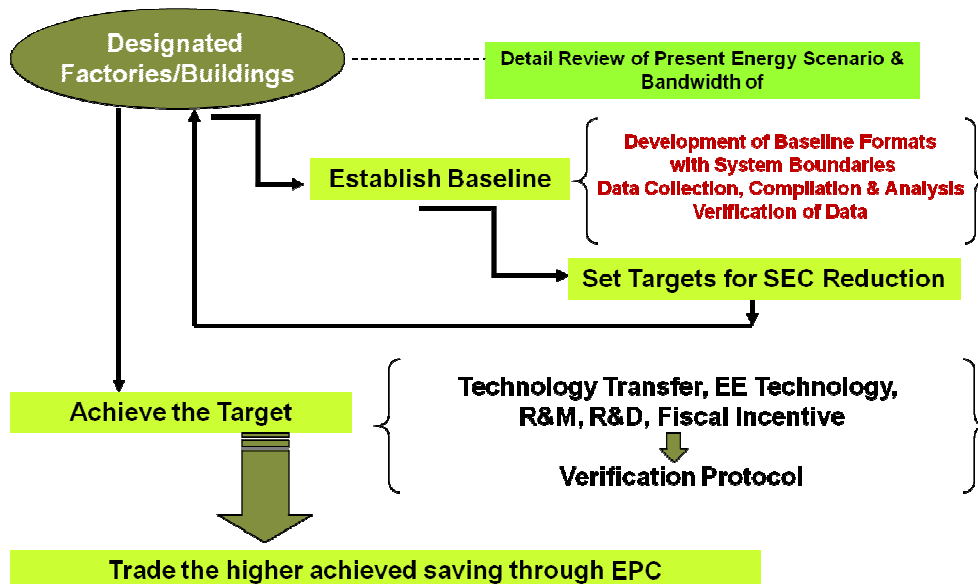 Designated
Factories/Buildings
Detail Review of Present Energy Scenario &
Bandwidth of
Establish Baseline
Development of Baseline Formats
with System Boundaries
Data Collection, Compilation & Analysis
Verification of Data
Set Targets for SEC Reduction
Achieve the Target
Technology Transfer, EE Technology,
R&M, R&D, Fiscal Incentive
Verification Protocol
Trade the higher achieved saving through EPC